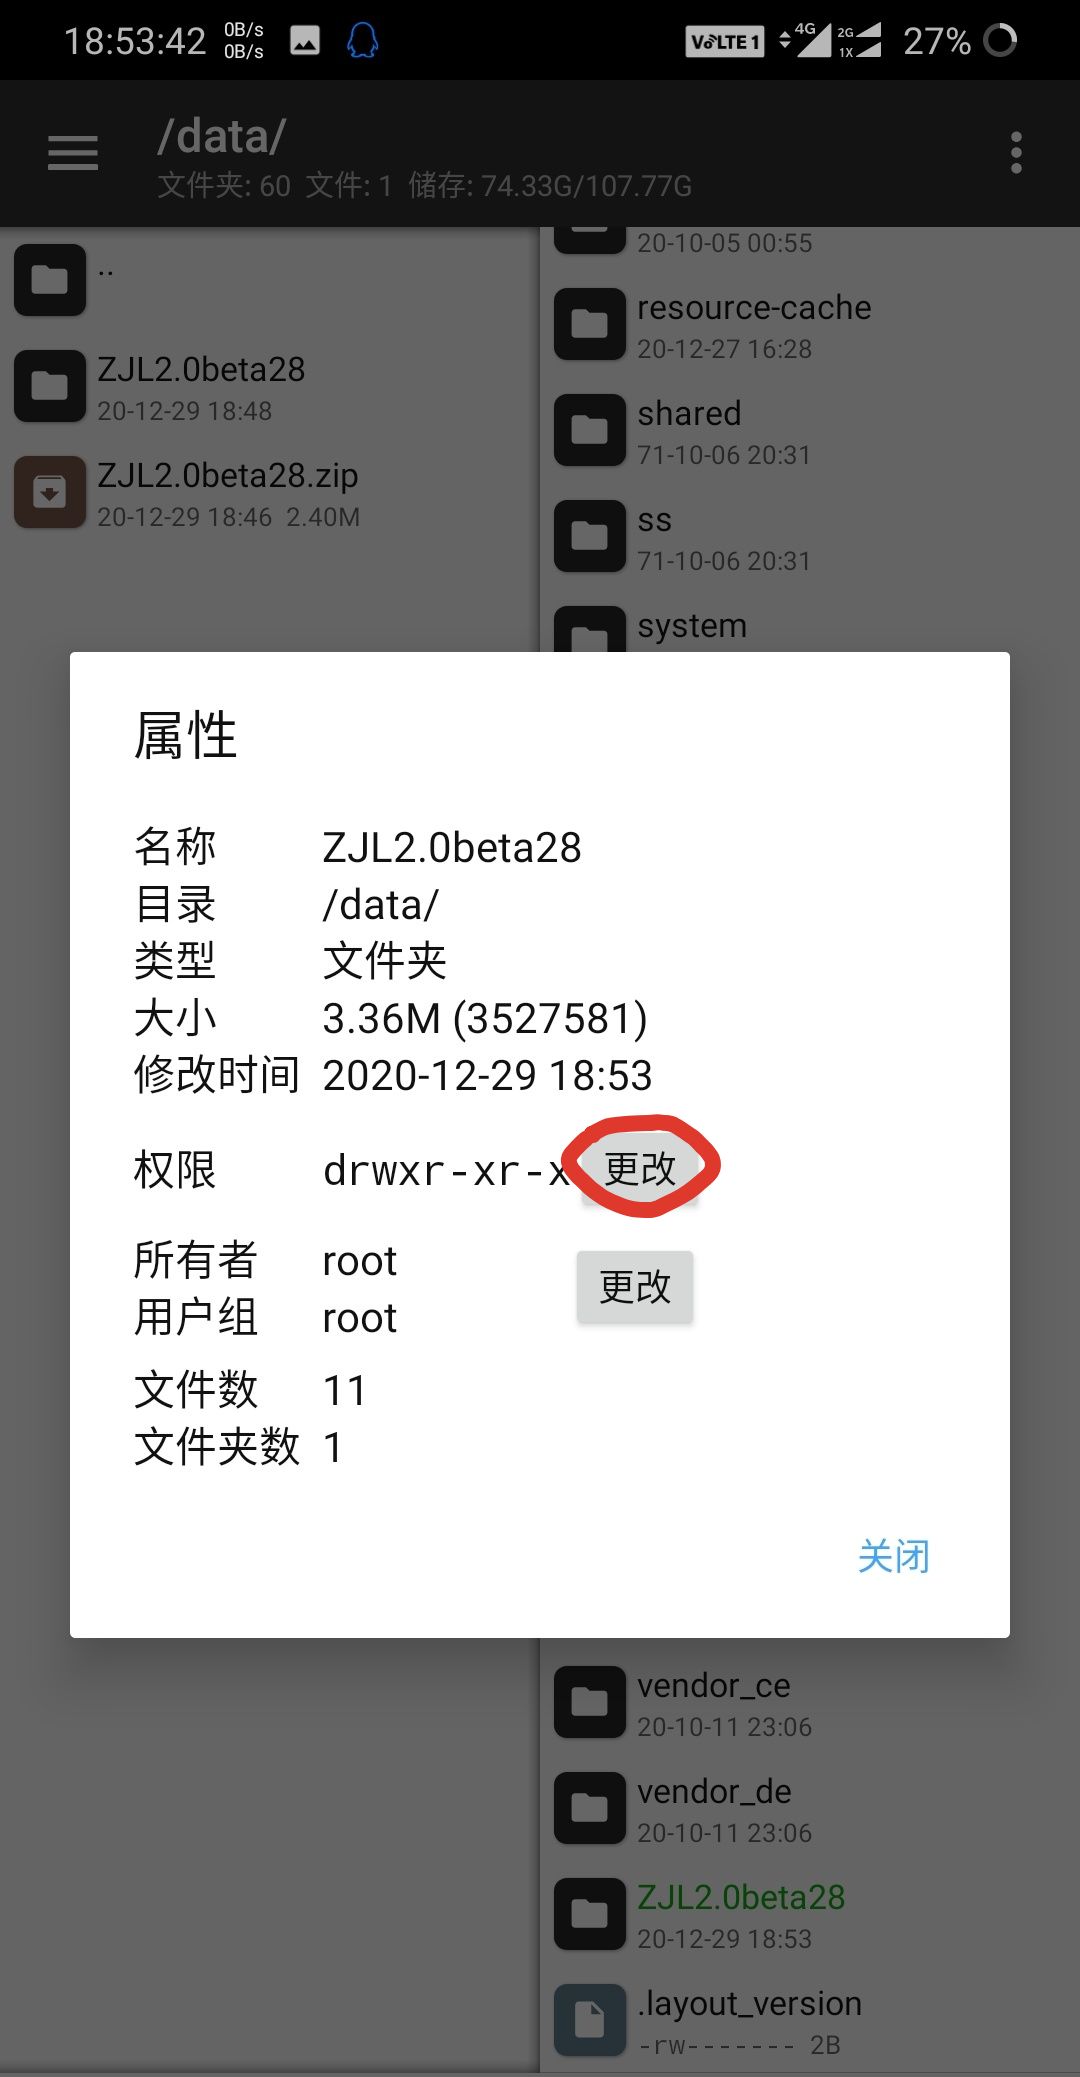 18:53:42 0B/s 0B/s VoLTE 1 4G 2G 1X 27%
/data/
文件夹: 60 文件: 1 储存: 74.33G/107.77G
..
ZJL2.0beta28
20-12-29 18:48
ZJL2.0beta28.zip
20-12-29 18:46 2.40M
20-10-05 00:55
resource-cache
20-12-27 16:28
shared
71-10-06 20:31
ss
71-10-06 20:31
system
属性
名称 ZJL2.0beta28
目录 /data/
类型 文件夹
大小 3.36M (3527581)
修改时间 2020-12-29 18:53
权限 drwxr-xr-x 更改
所有者 root 更改
用户组 root
文件数 11
文件夹数 1
关闭
vendor_ce
20-10-11 23:06
vendor_de
20-10-11 23:06
ZJL2.0beta28
20-12-29 18:53
.layout_version
-rw------- 2B